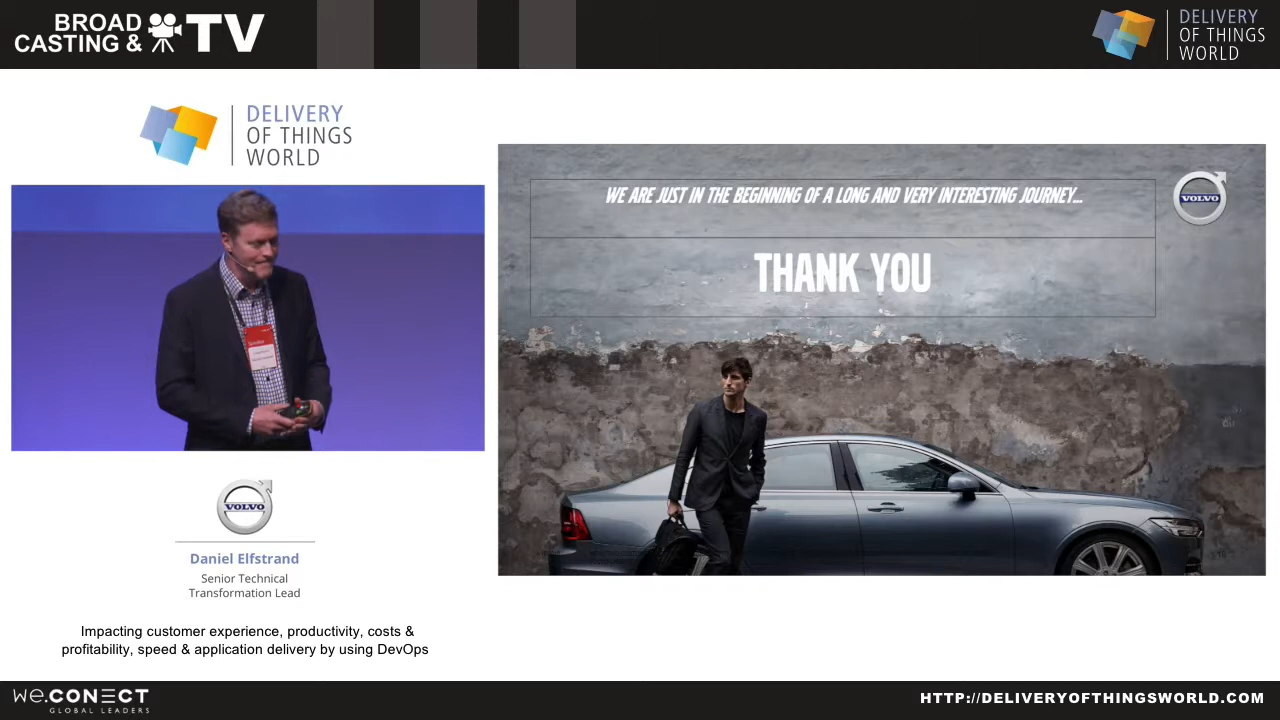 BROAD
CASTING & TV
DELIVERY
OF THINGS
WORLD
DELIVERY
OF THINGS
WORLD
WE ARE JUST IN THE BEGINNING OF A LONG AND VERY INTERESTING JOURNEY...
VOLVO
THANK YOU
VOLVO
Daniel Elfstrand
Senior Technical
Transformation Lead
Impacting customer experience, productivity, costs &
profitability, speed & application delivery by using DevOps
we.CONECT
GLOBAL LEADERS
HTTP://DELIVERYOFTHINGSWORLD.COM